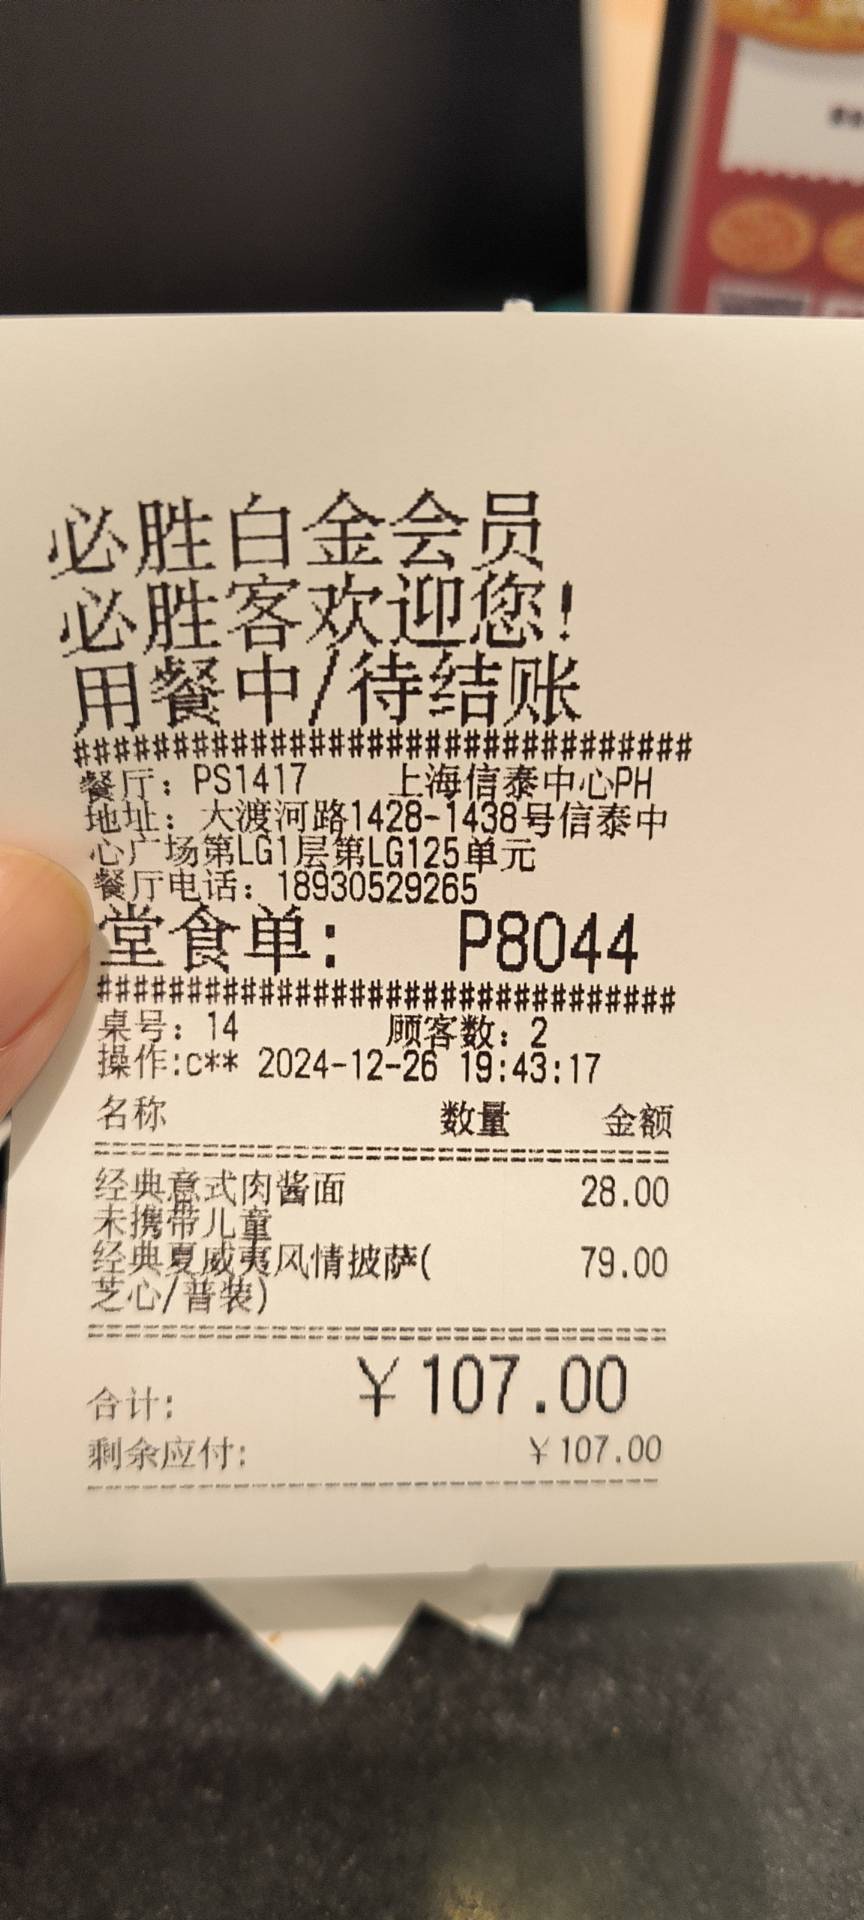 必胜白金会员
必胜客欢迎您!
用餐中/待结账
##################################
餐厅: PS1417 上海信泰中心PH
地址: 大渡河路1428-1438号信泰中
心广场第LG1层第LG125单元
餐厅电话: 18930529265
堂食单: P8044
################################
桌号: 14 顾客数: 2
操作:c** 2024-12-26 19:43:17
名称 数量 金额
经典意式肉酱面 28.00
未携带儿童
经典夏威夷风情披萨( 79.00
芝心/普装)
合计: ¥107.00
剩余应付: ¥107.00